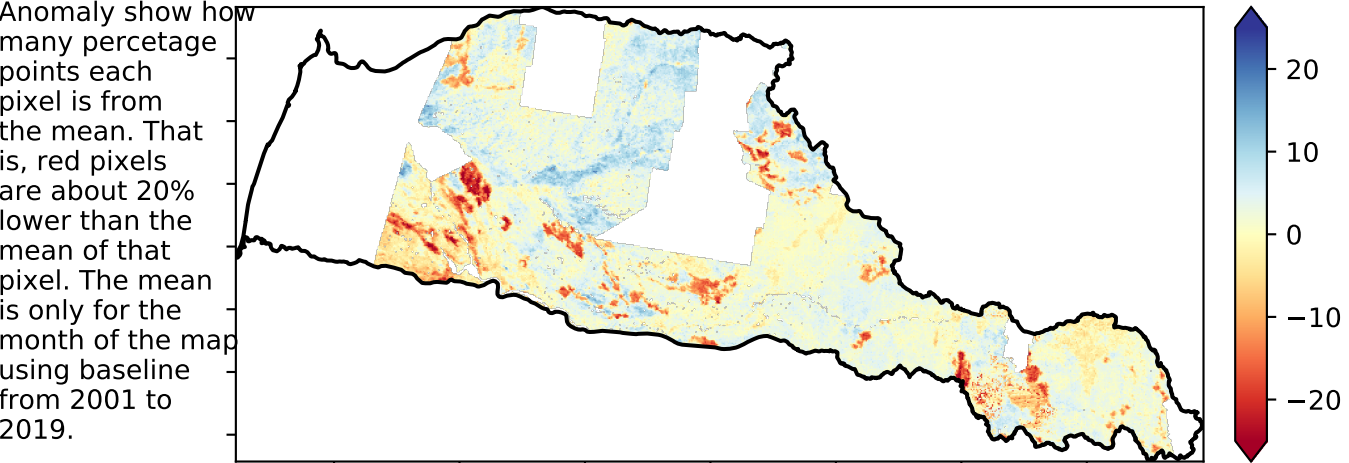 Anomaly show how
many percetage
points each
pixel is from
the mean. That
is, red pixels
are about 20%
lower than the
mean of that
pixel. The mean
is only for the
month of the map
using baseline
from 2001 to
2019.
20
10
0
−10
−20